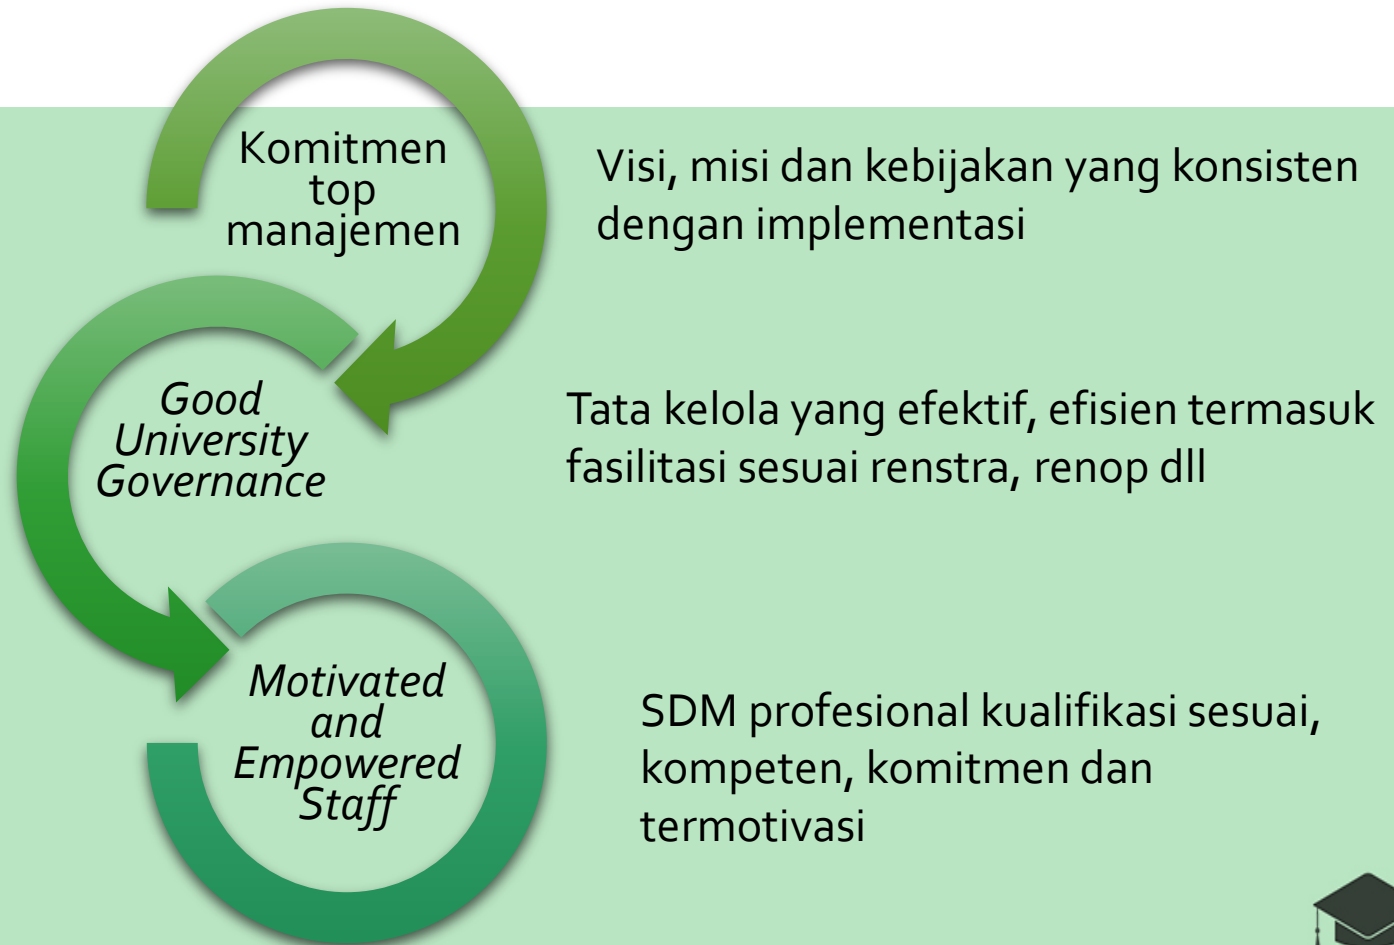 Komitmen
top
manajemen
Visi, misi dan kebijakan yang konsisten
dengan implementasi
Good
University
Governance
Tata kelola yang efektif, efisien termasuk
fasilitasi sesuai renstra, renop dll
Motivated
and
Empowered
Staff
SDM profesional kualifikasi sesuai,
kompeten, komitmen dan
termotivasi